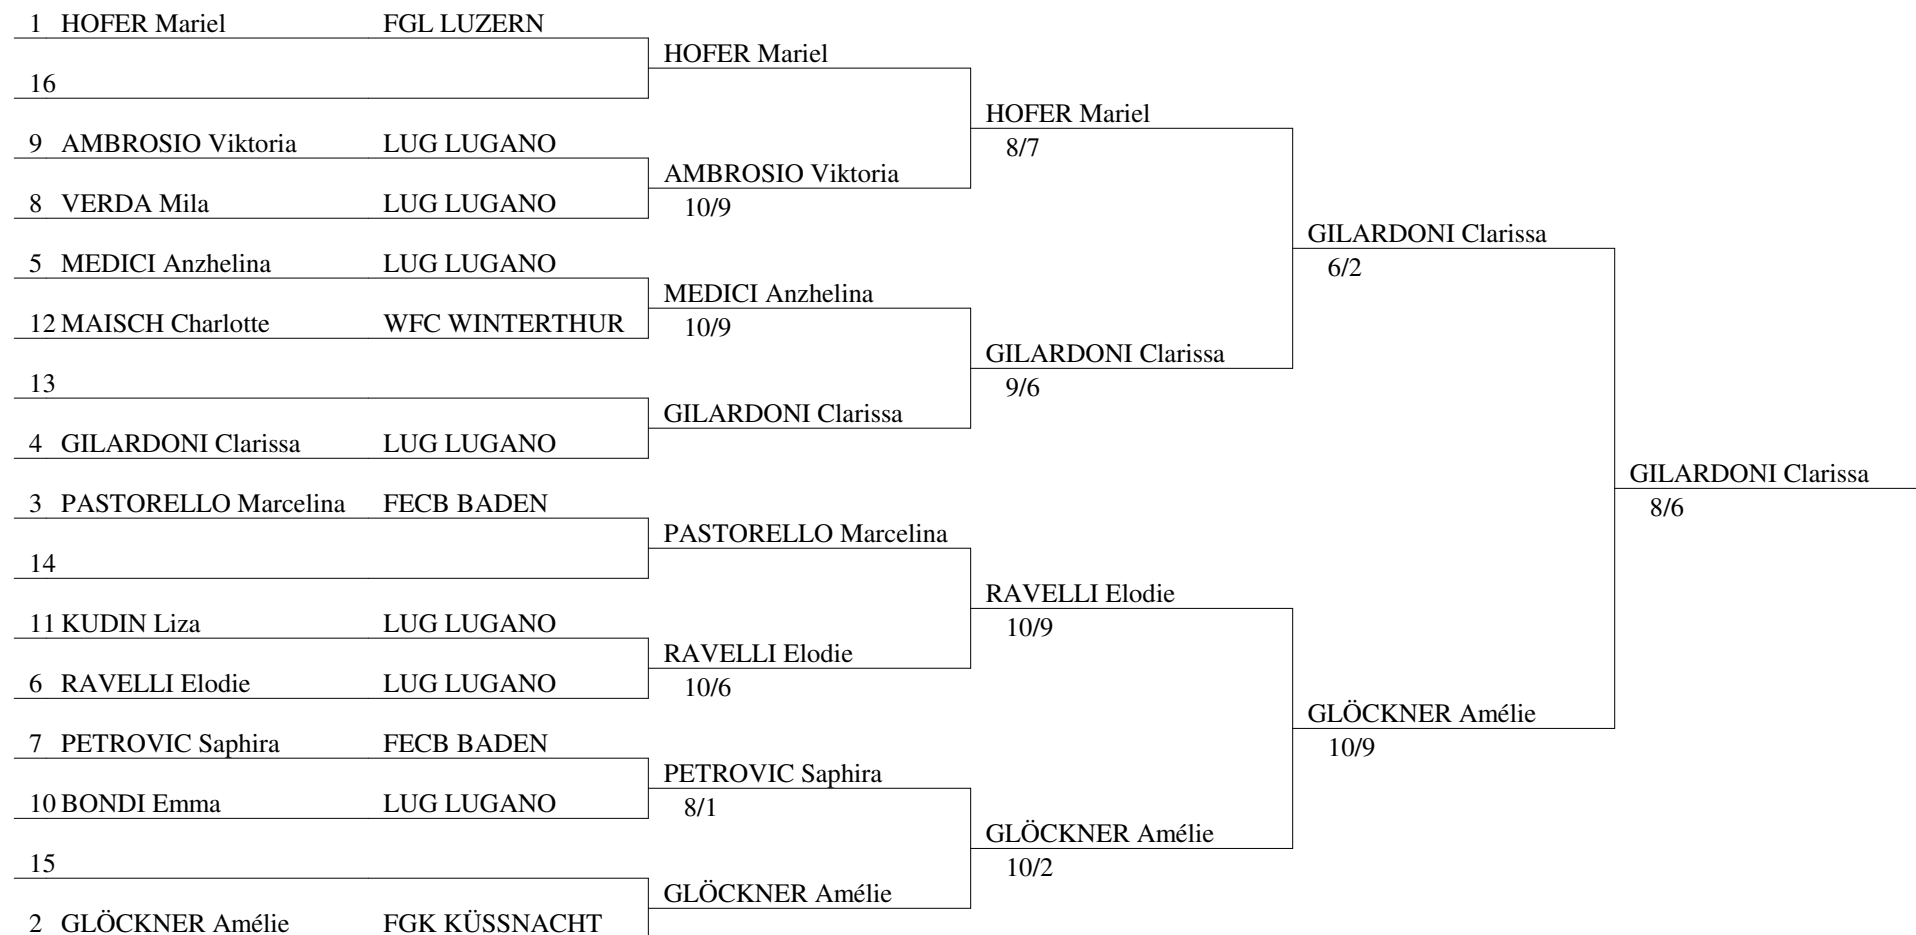 1 HOFER Mariel FGL LUZERN
HOFER Mariel
16
HOFER Mariel
8/7
9 AMBROSIO Viktoria LUG LUGANO
AMBROSIO Viktoria
10/9
8 VERDA Mila LUG LUGANO
GILARDONI Clarissa
6/2
5 MEDICI Anzhelina LUG LUGANO
MEDICI Anzhelina
10/9
12 MAISCH Charlotte WFC WINTERTHUR
GILARDONI Clarissa
9/6
13
GILARDONI Clarissa
4 GILARDONI Clarissa LUG LUGANO
GILARDONI Clarissa
8/6
3 PASTORELLO Marcelina FECB BADEN
PASTORELLO Marcelina
14
RAVELLI Elodie
10/9
11 KUDIN Liza LUG LUGANO
RAVELLI Elodie
10/6
6 RAVELLI Elodie LUG LUGANO
GLÖCKNER Amélie
10/9
7 PETROVIC Saphira FECB BADEN
PETROVIC Saphira
8/1
10 BONDI Emma LUG LUGANO
GLÖCKNER Amélie
10/2
15
GLÖCKNER Amélie
2 GLÖCKNER Amélie FGK KÜSSNACHT